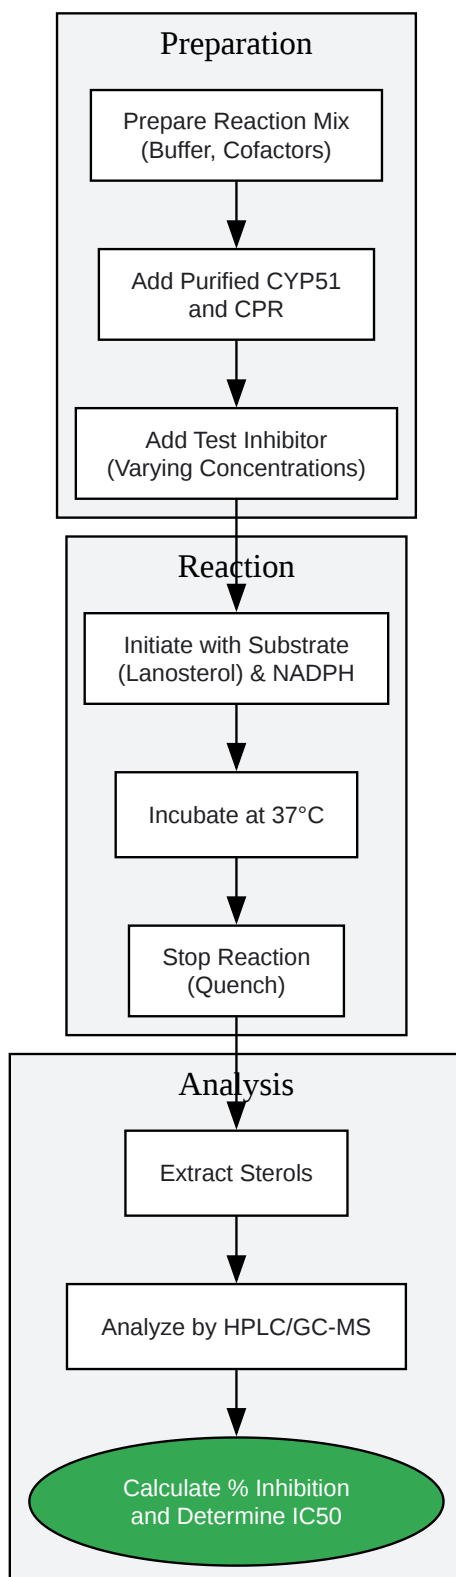 Preparation
Prepare Reaction Mix
(Buffer, Cofactors)
Add Purified CYP51
and CPR
Add Test Inhibitor
(Varying Concentrations)
Reaction
Initiate with Substrate
(Lanosterol) & NADPH
Incubate at 37°C
Stop Reaction
(Quench)
Analysis
Extract Sterols
Analyze by HPLC/GC-MS
Calculate % Inhibition
and Determine IC50